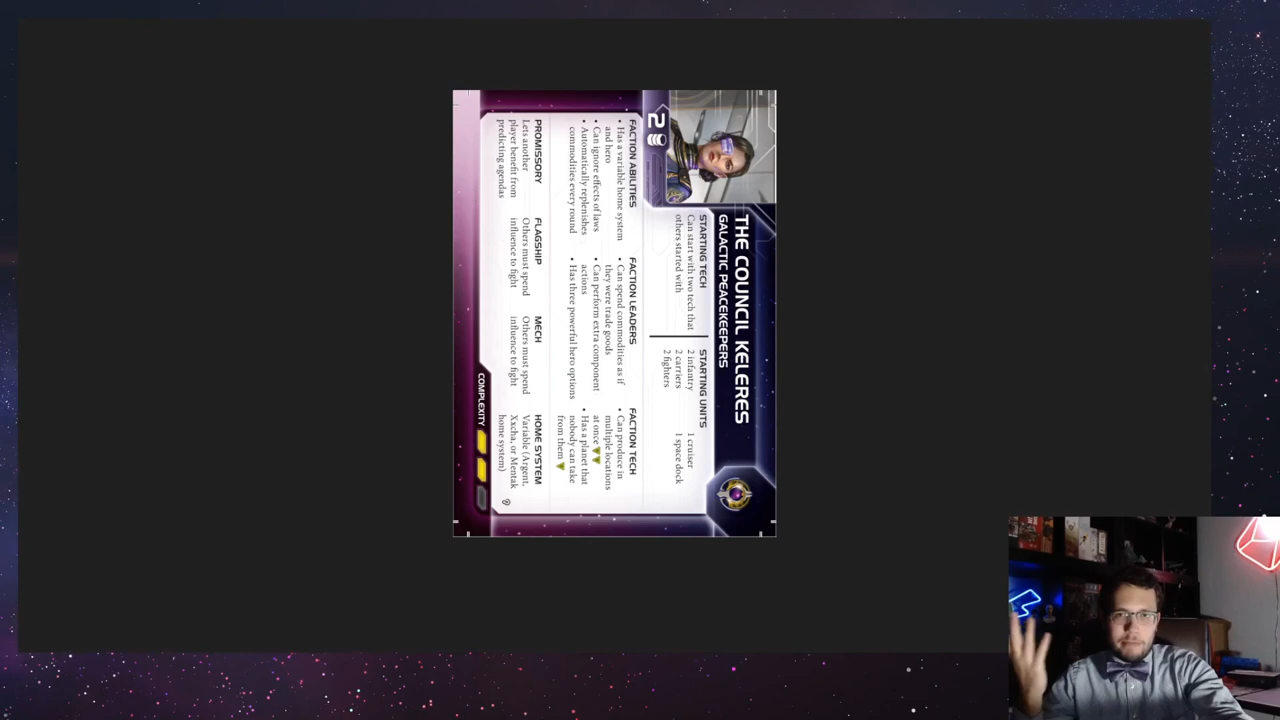 THE COUNCIL KELERES
GALACTIC PEACEKEEPERS
2
STARTING TECH
Can start with two tech that
others started with
STARTING UNITS
2 infantry
2 carriers
2 fighters
1 cruiser
1 space dock
FACTION ABILITIES
• Has a variable home system
and hero
• Can ignore effects of laws
• Automatically replenishes
commodities every round
FACTION LEADERS
• Can spend commodities as if
they were trade goods
• Can perform extra component
actions
• Has three powerful hero options
FACTION TECH
• Can produce in
multiple locations
at once
• Has a planet that
nobody can take
from them
PROMISSORY
Lets another
player benefit from
predicting agendas
FLAGSHIP
Others must spend
influence to fight
MECH
Others must spend
influence to fight
HOME SYSTEM
Variable (Argent,
Xxcha, or Mentak
home system)
COMPLEXITY